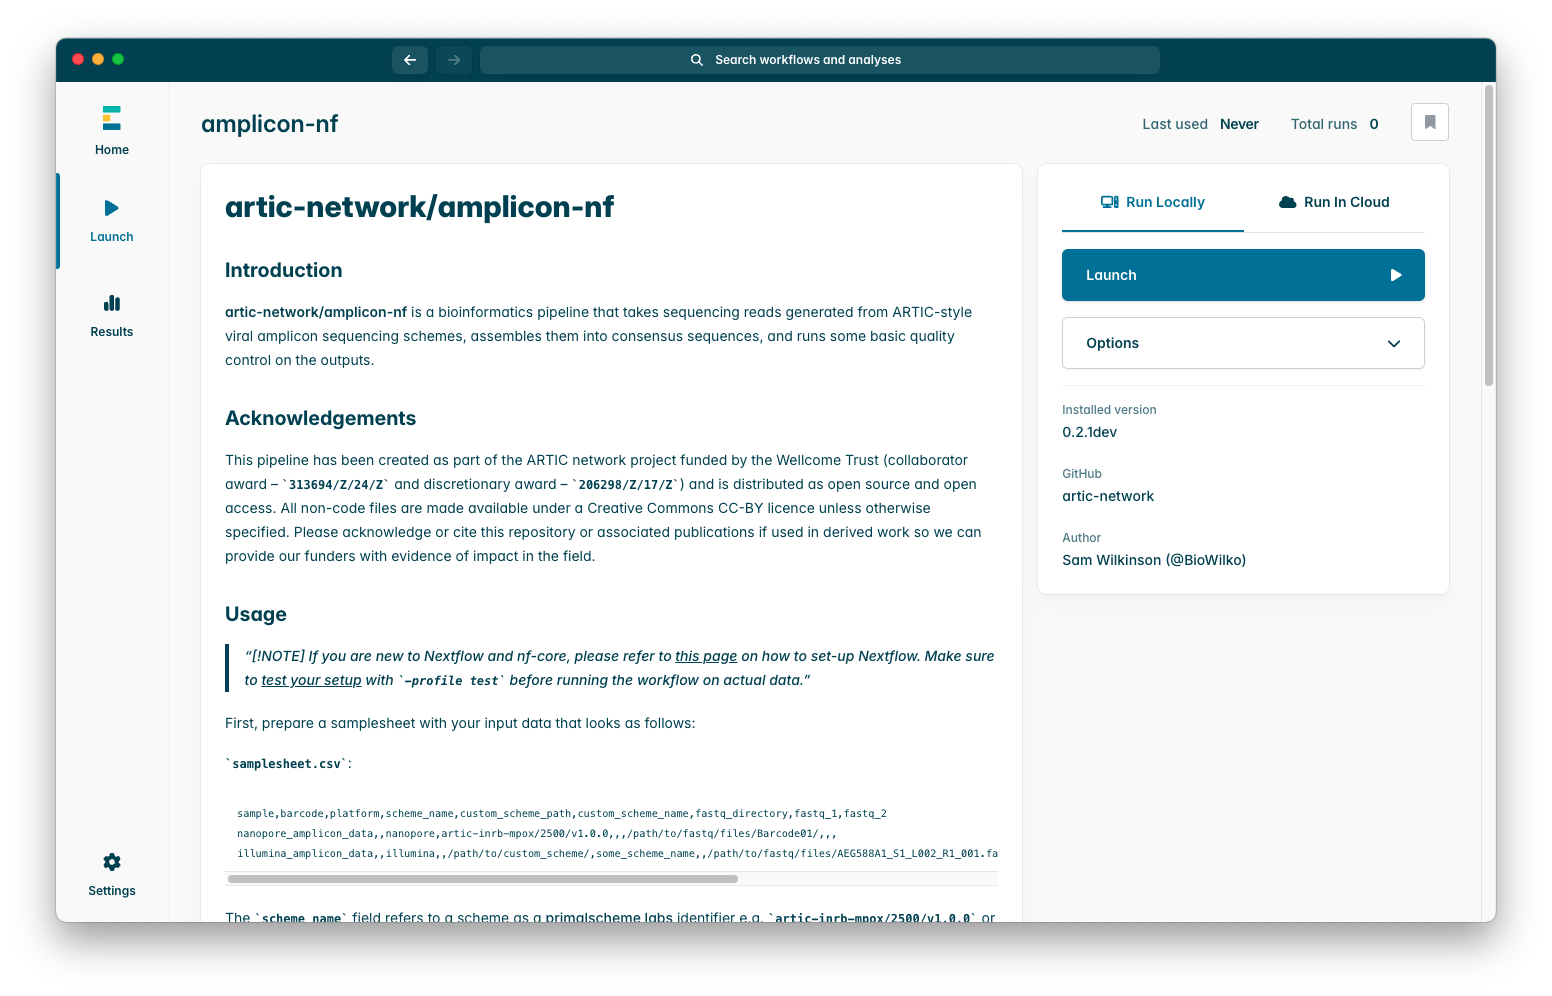 Search workflows and analyses
Home
Launch
Results
Settings
amplicon-nf
Last used Never Total runs 0
artic-network/amplicon-nf
Introduction
artic-network/amplicon-nf is a bioinformatics pipeline that takes sequencing reads generated from ARTIC-style
viral amplicon sequencing schemes, assembles them into consensus sequences, and runs some basic quality
control on the outputs.
Acknowledgements
This pipeline has been created as part of the ARTIC network project funded by the Wellcome Trust (collaborator
award – `313694/Z/24/Z` and discretionary award – `206298/Z/17/Z`) and is distributed as open source and open
access. All non-code files are made available under a Creative Commons CC-BY licence unless otherwise
specified. Please acknowledge or cite this repository or associated publications if used in derived work so we can
provide our funders with evidence of impact in the field.
Usage
“[!NOTE] If you are new to Nextflow and nf-core, please refer to this page on how to set-up Nextflow. Make sure
to test your setup with `-profile test` before running the workflow on actual data.”
First, prepare a samplesheet with your input data that looks as follows:
`samplesheet.csv`:
sample,barcode,platform,scheme_name,custom_scheme_path,custom_scheme_name,fastq_directory,fastq_1,fastq_2
nanopore_amplicon_data,,nanopore,artic-inrb-mpox/2500/v1.0.0,,,/path/to/fastq/files/Barcode01/,,,
illumina_amplicon_data,,illumina,,/path/to/custom_scheme/,some_scheme_name,,/path/to/fastq/files/AEG588A1_S1_L002_R1_001.fa
The `scheme_name` field refers to a scheme as a primalscheme labs identifier e.g. `artic-inrb-mpox/2500/v1.0.0` or
Run Locally
Run In Cloud
Launch
Options
Installed version
0.2.1dev
GitHub
artic-network
Author
Sam Wilkinson (@BioWilko)